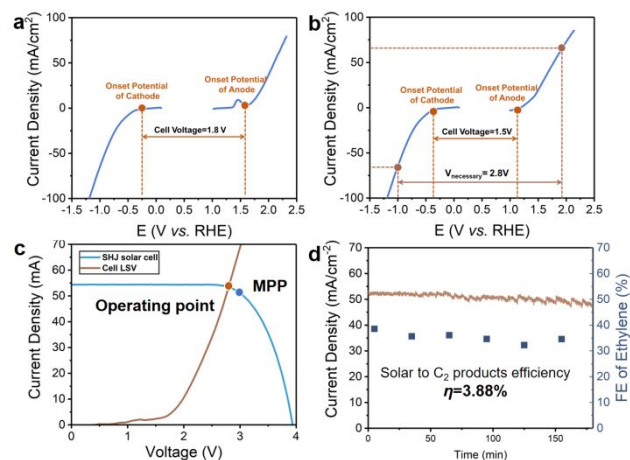 a
Current Density (mA/cm²)
100
50
0
-50
-100
Onset Potential
of Cathode
Onset Potential
of Anode
Cell Voltage=1.8 V
-1.5 -1.0 -0.5 0.0 0.5 1.0 1.5 2.0 2.5
E (V vs. RHE)
b
Current Density (mA/cm²)
100
50
0
-50
-100
Onset Potential
of Cathode
Onset Potential
of Anode
Cell Voltage=1.5V
Vnecessary= 2.8V
-1.5 -1.0 -0.5 0.0 0.5 1.0 1.5 2.0 2.5
E (V vs. RHE)
c
Current Density (mA)
70
60
50
40
30
20
10
0
SHJ solar cell
Cell LSV
MPP
Operating point
0 1 2 3 4
Voltage (V)
d
Current Density (mA/cm²)
70
60
50
40
30
20
10
0
Solar to C₂ products efficiency
η=3.88%
0 50 100 150
Time (min)
70
60
50
40
30
20
10
0
FE of Ethylene (%)